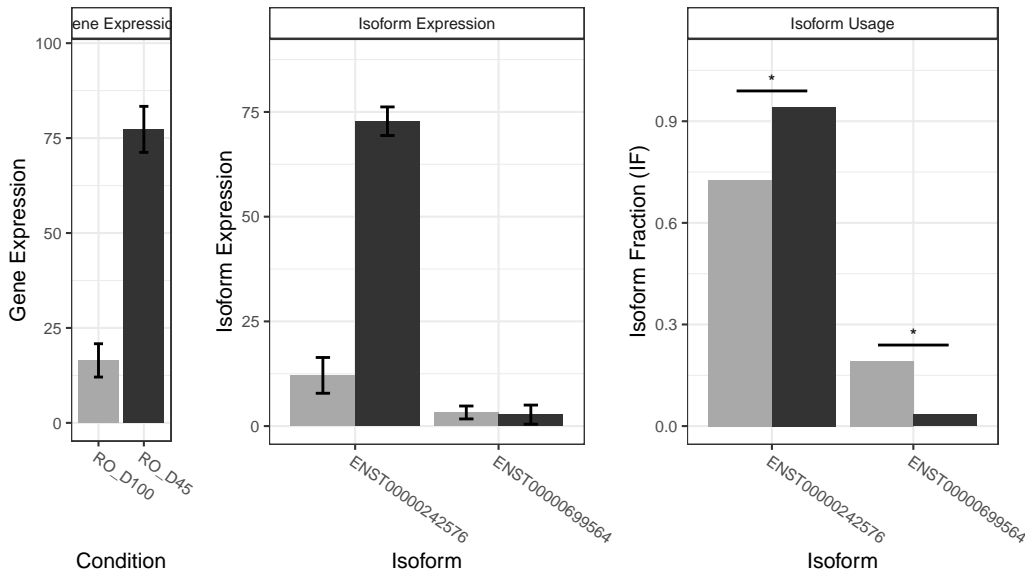 ene Expressio
Gene Expression
100
75
50
25
0
RO_D100
RO_D45
Condition
Isoform Expression
Isoform Expression
75
50
25
0
ENST00000242576
ENST00000699564
Isoform
Isoform Usage
Isoform Fraction (IF)
0.9
0.6
0.3
0.0
*
*
ENST00000242576
ENST00000699564
Isoform